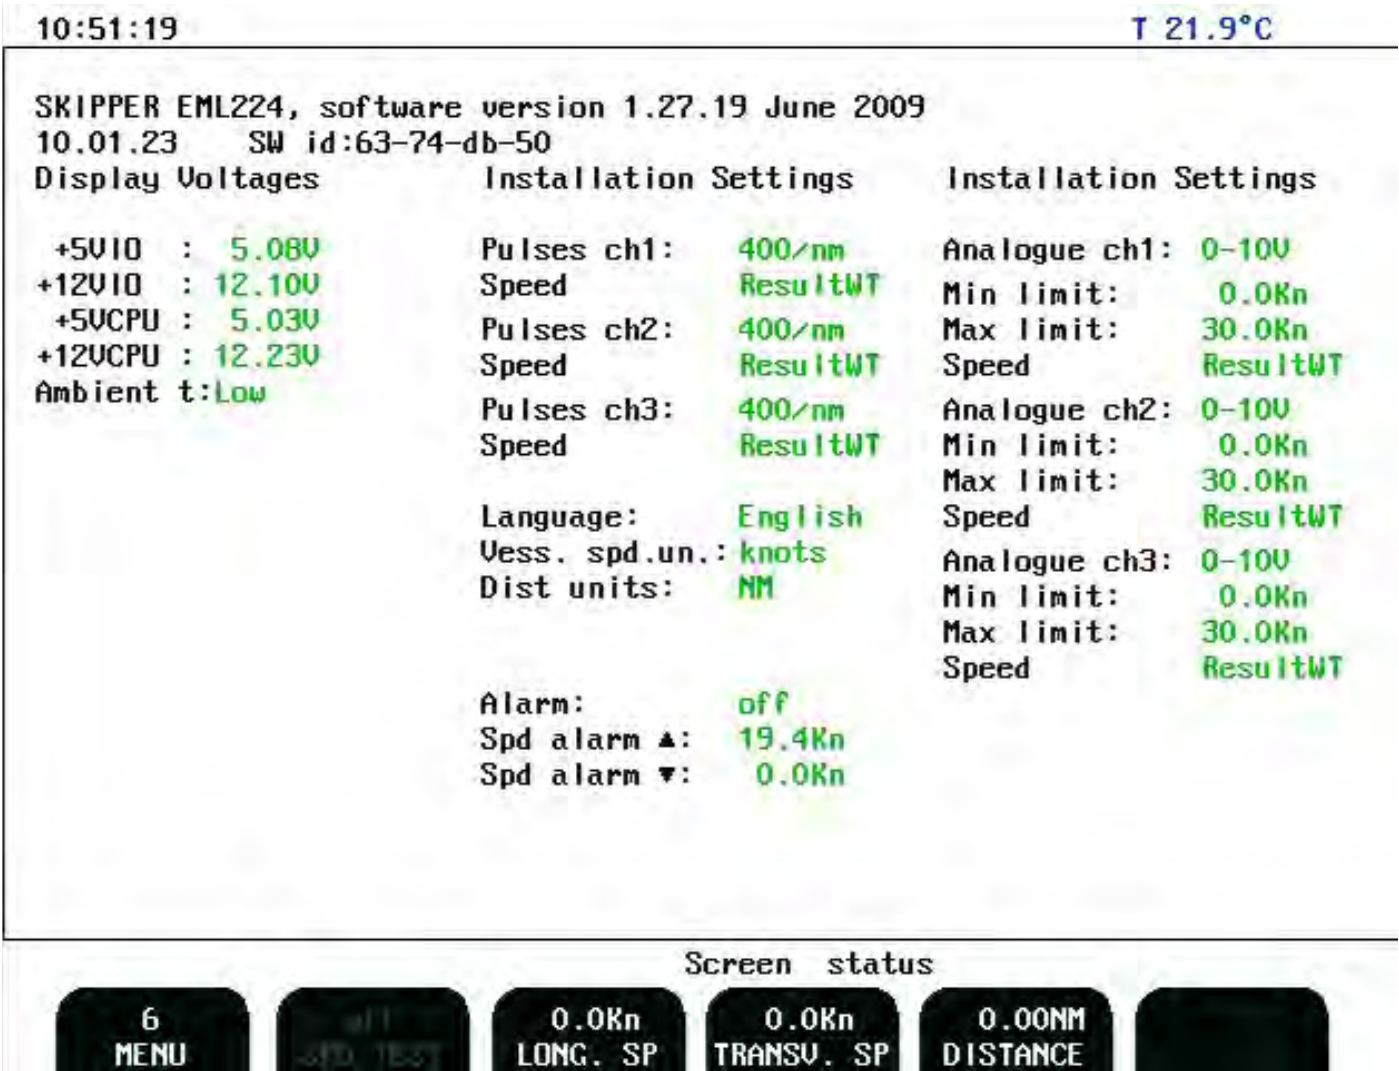 10:51:19 T 21.9°C
SKIPPER EML224, software version 1.27.19 June 2009
10.01.23 SW id:63-74-db-50
Display Voltages Installation Settings Installation Settings
+5VIO : 5.08V Pulses ch1: 400/nm Analogue ch1: 0-10V
+12VIO : 12.10V Speed ResultWT Min limit: 0.0Kn
+5VCPU : 5.03V Pulses ch2: 400/nm Max limit: 30.0Kn
+12VCPU : 12.23V Speed ResultWT Speed ResultWT
Ambient t:Low Pulses ch3: 400/nm Analogue ch2: 0-10V
Speed ResultWT Min limit: 0.0Kn
Max limit: 30.0Kn
Language: English Speed ResultWT
Vess. spd.un.: knots Analogue ch3: 0-10V
Dist units: NM Min limit: 0.0Kn
Max limit: 30.0Kn
Speed ResultWT
Alarm: off
Spd alarm ▲: 19.4Kn
Spd alarm ▼: 0.0Kn
Screen status
6 off 0.0Kn 0.0Kn 0.00NM
MENU SPD TEST LONG. SP TRANSV. SP DISTANCE